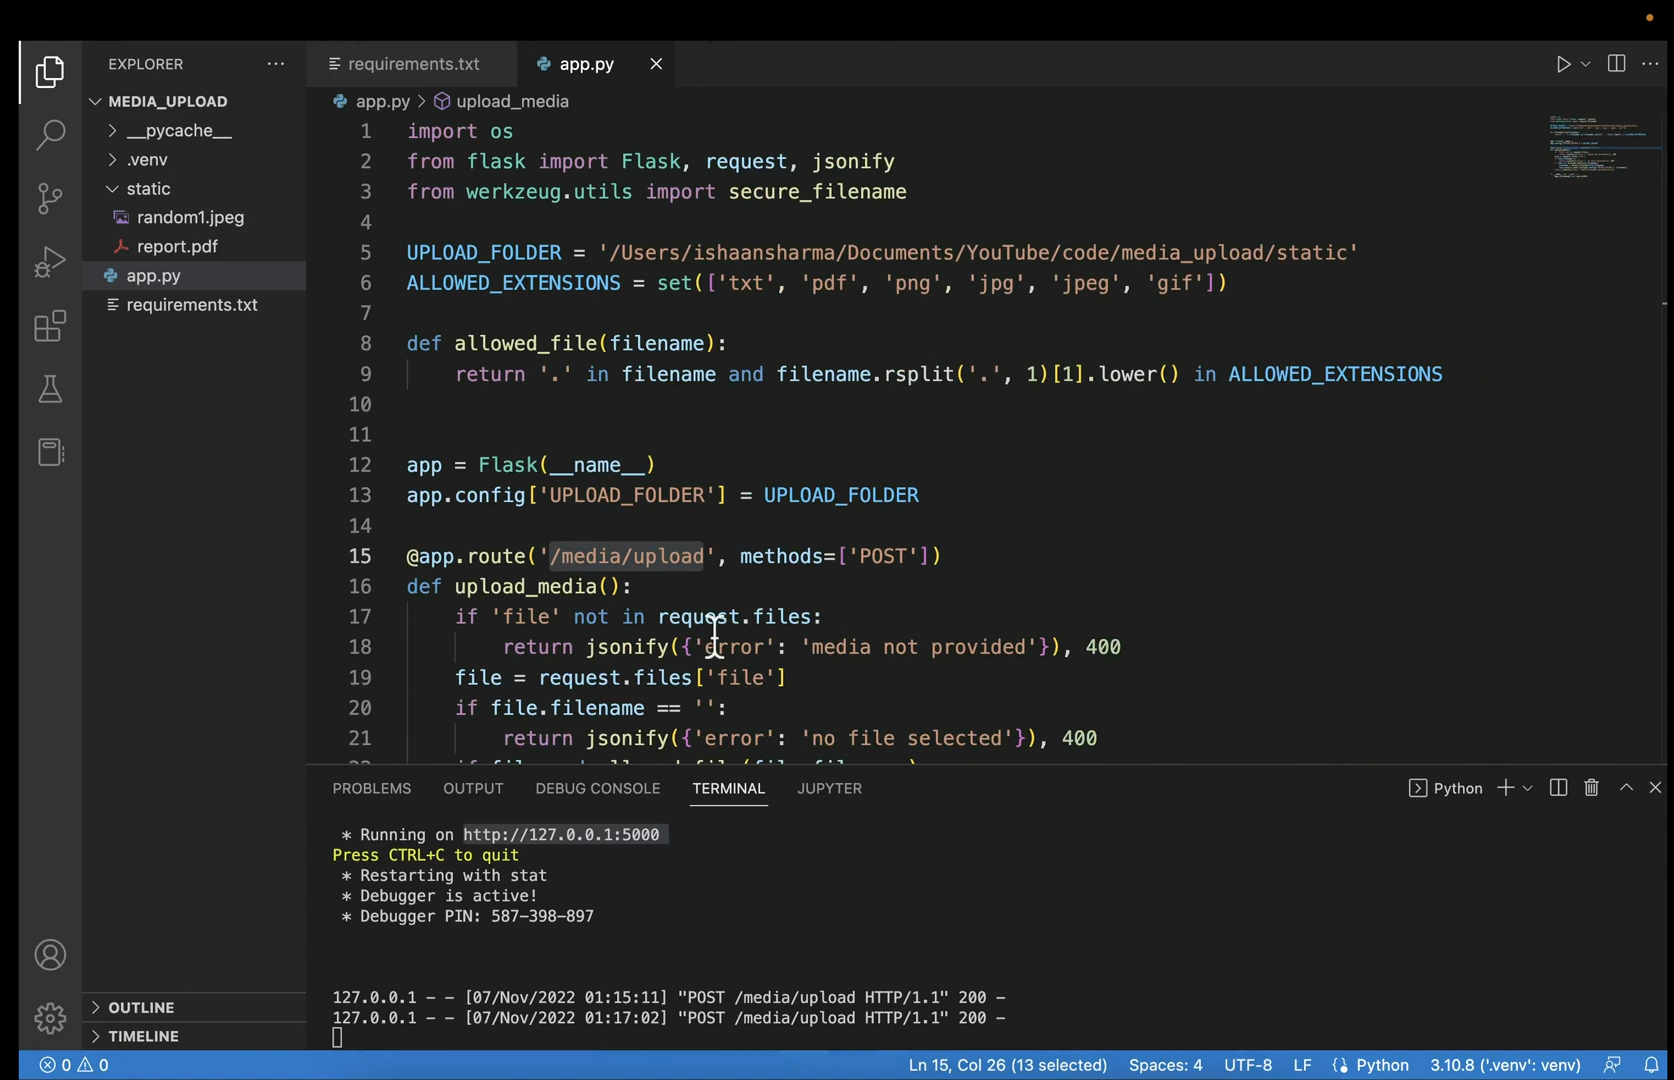 EXPLORER
MEDIA_UPLOAD
__pycache__
.venv
static
random1.jpeg
report.pdf
app.py
requirements.txt
OUTLINE
TIMELINE
requirements.txt app.py
app.py > upload_media
1 import os
2 from flask import Flask, request, jsonify
3 from werkzeug.utils import secure_filename
4
5 UPLOAD_FOLDER = '/Users/ishaansharma/Documents/YouTube/code/media_upload/static'
6 ALLOWED_EXTENSIONS = set(['txt', 'pdf', 'png', 'jpg', 'jpeg', 'gif'])
7
8 def allowed_file(filename):
9 return '.' in filename and filename.rsplit('.', 1)[1].lower() in ALLOWED_EXTENSIONS
10
11
12 app = Flask(__name__)
13 app.config['UPLOAD_FOLDER'] = UPLOAD_FOLDER
14
15 @app.route('/media/upload', methods=['POST'])
16 def upload_media():
17 if 'file' not in request.files:
18 return jsonify({'error': 'media not provided'}), 400
19 file = request.files['file']
20 if file.filename == '':
21 return jsonify({'error': 'no file selected'}), 400
PROBLEMS OUTPUT DEBUG CONSOLE TERMINAL JUPYTER Python
* Running on http://127.0.0.1:5000
Press CTRL+C to quit
* Restarting with stat
* Debugger is active!
* Debugger PIN: 587-398-897
127.0.0.1 - - [07/Nov/2022 01:15:11] "POST /media/upload HTTP/1.1" 200 -
127.0.0.1 - - [07/Nov/2022 01:17:02] "POST /media/upload HTTP/1.1" 200 -
0 0 Ln 15, Col 26 (13 selected) Spaces: 4 UTF-8 LF Python 3.10.8 ('.venv': venv)